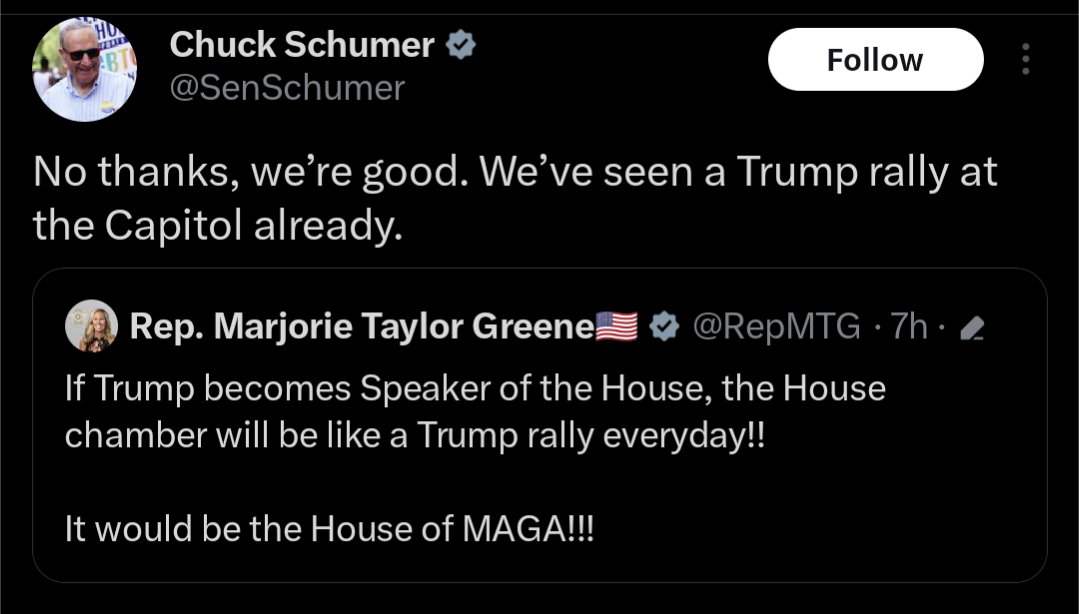 Chuck Schumer
@SenSchumer
Follow
No thanks, we’re good. We’ve seen a Trump rally at
the Capitol already.
Rep. Marjorie Taylor Greene🇺🇸 @RepMTG · 7h ·
If Trump becomes Speaker of the House, the House
chamber will be like a Trump rally everyday!!
It would be the House of MAGA!!!